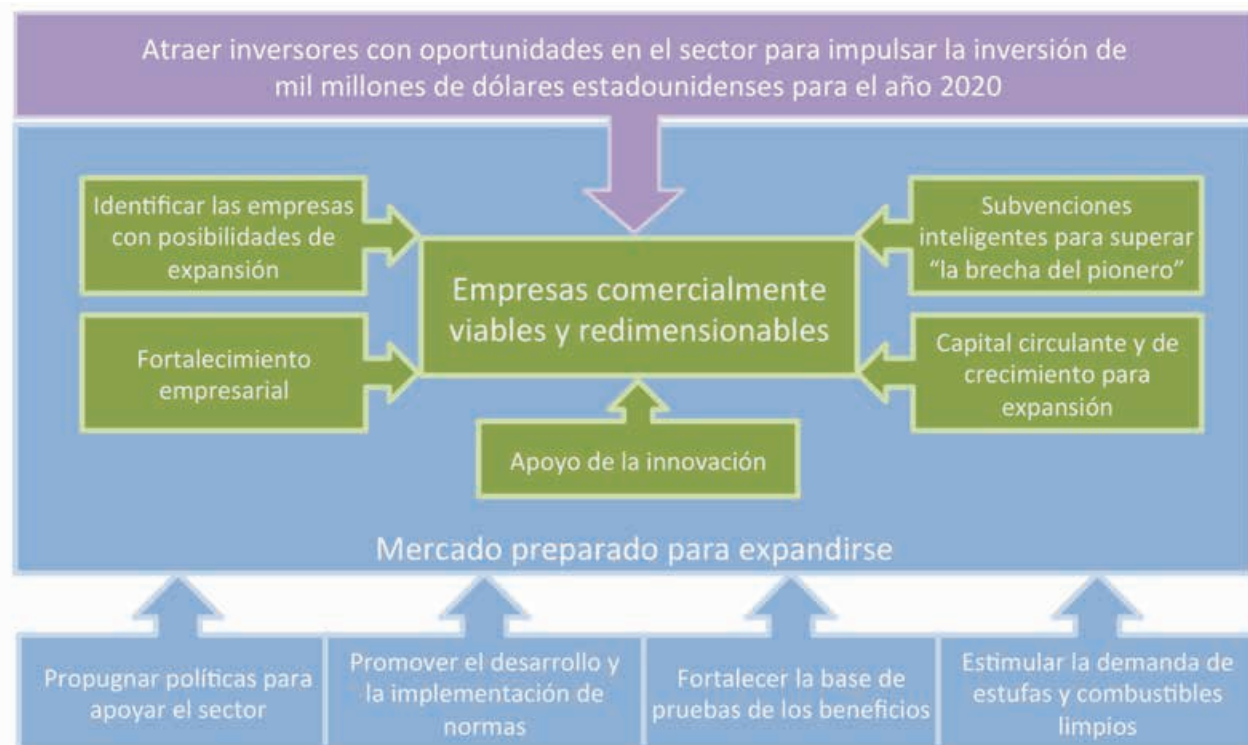 Atraer inversores con oportunidades en el sector para impulsar la inversión de
mil millones de dólares estadounidenses para el año 2020
Identificar las empresas
con posibilidades de
expansión
Subvenciones
inteligentes para superar
“la brecha del pionero”
Empresas comercialmente
viables y redimensionables
Fortalecimiento
empresarial
Capital circulante y de
crecimiento para
expansión
Apoyo de la innovación
Mercado preparado para expandirse
Propugnar políticas para
apoyar el sector
Promover el desarrollo y
la implementación de
normas
Fortalecer la base de
pruebas de los beneficios
Estimular la demanda de
estufas y combustibles
limpios